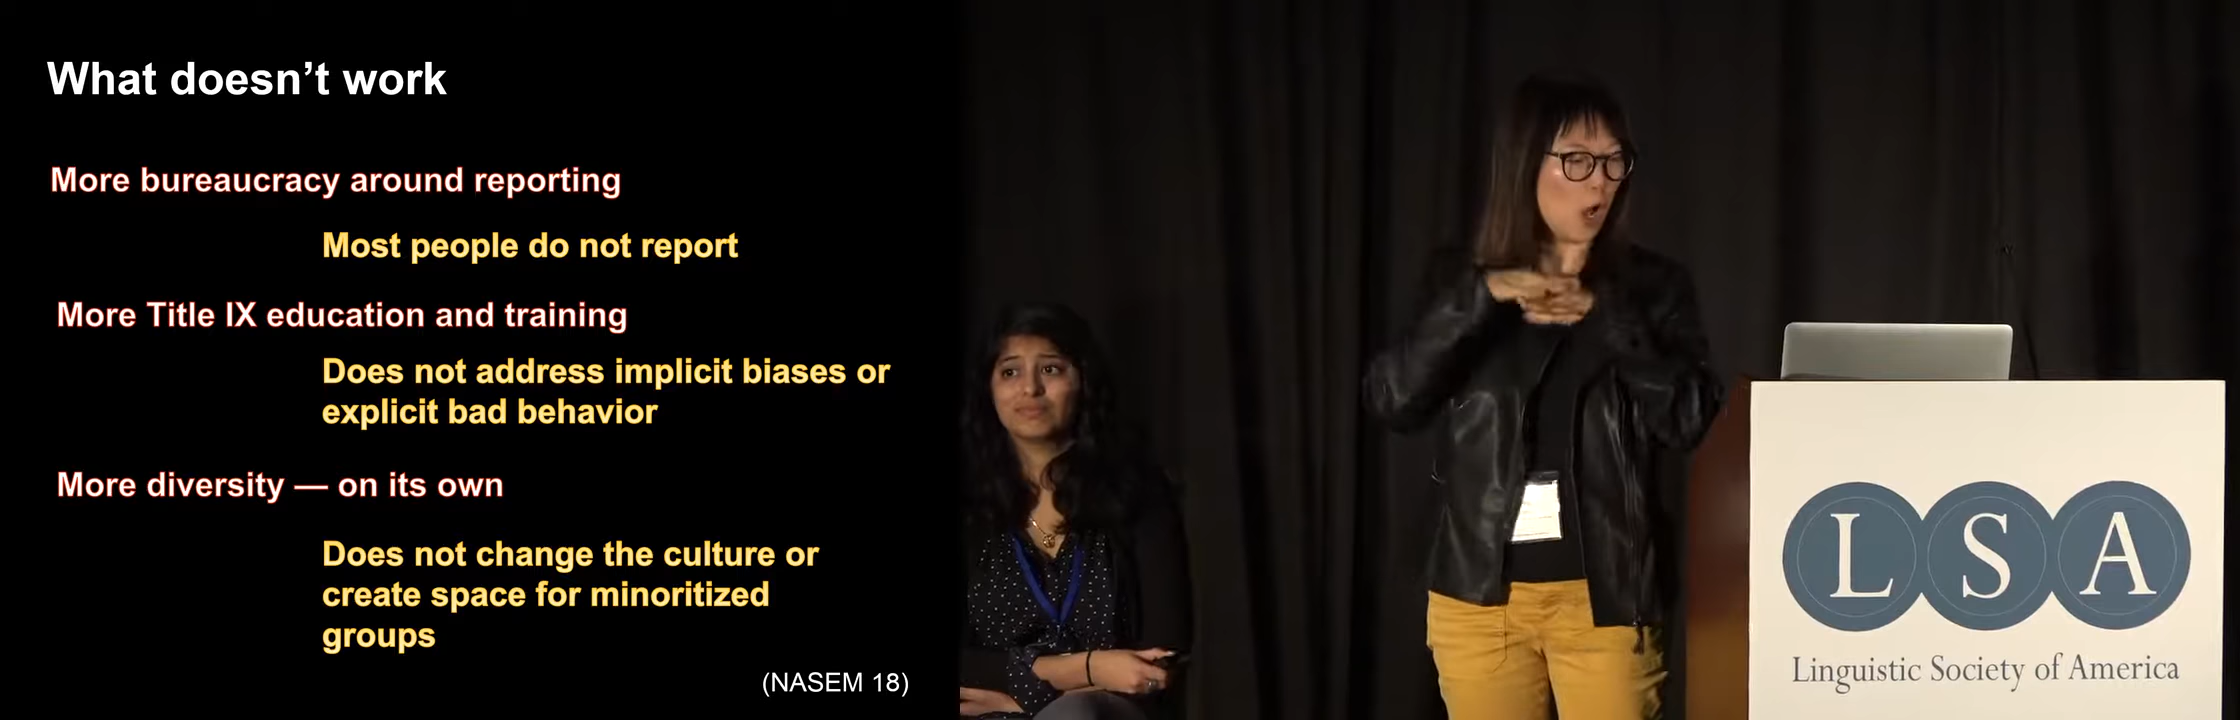 What doesn't work
More bureaucracy around reporting
Most people do not report
More Title IX education and training
Does not address implicit biases or
explicit bad behavior
More diversity — on its own
Does not change the culture or
create space for minoritized
groups
(NASEM 18)
LSA
Linguistic Society of America